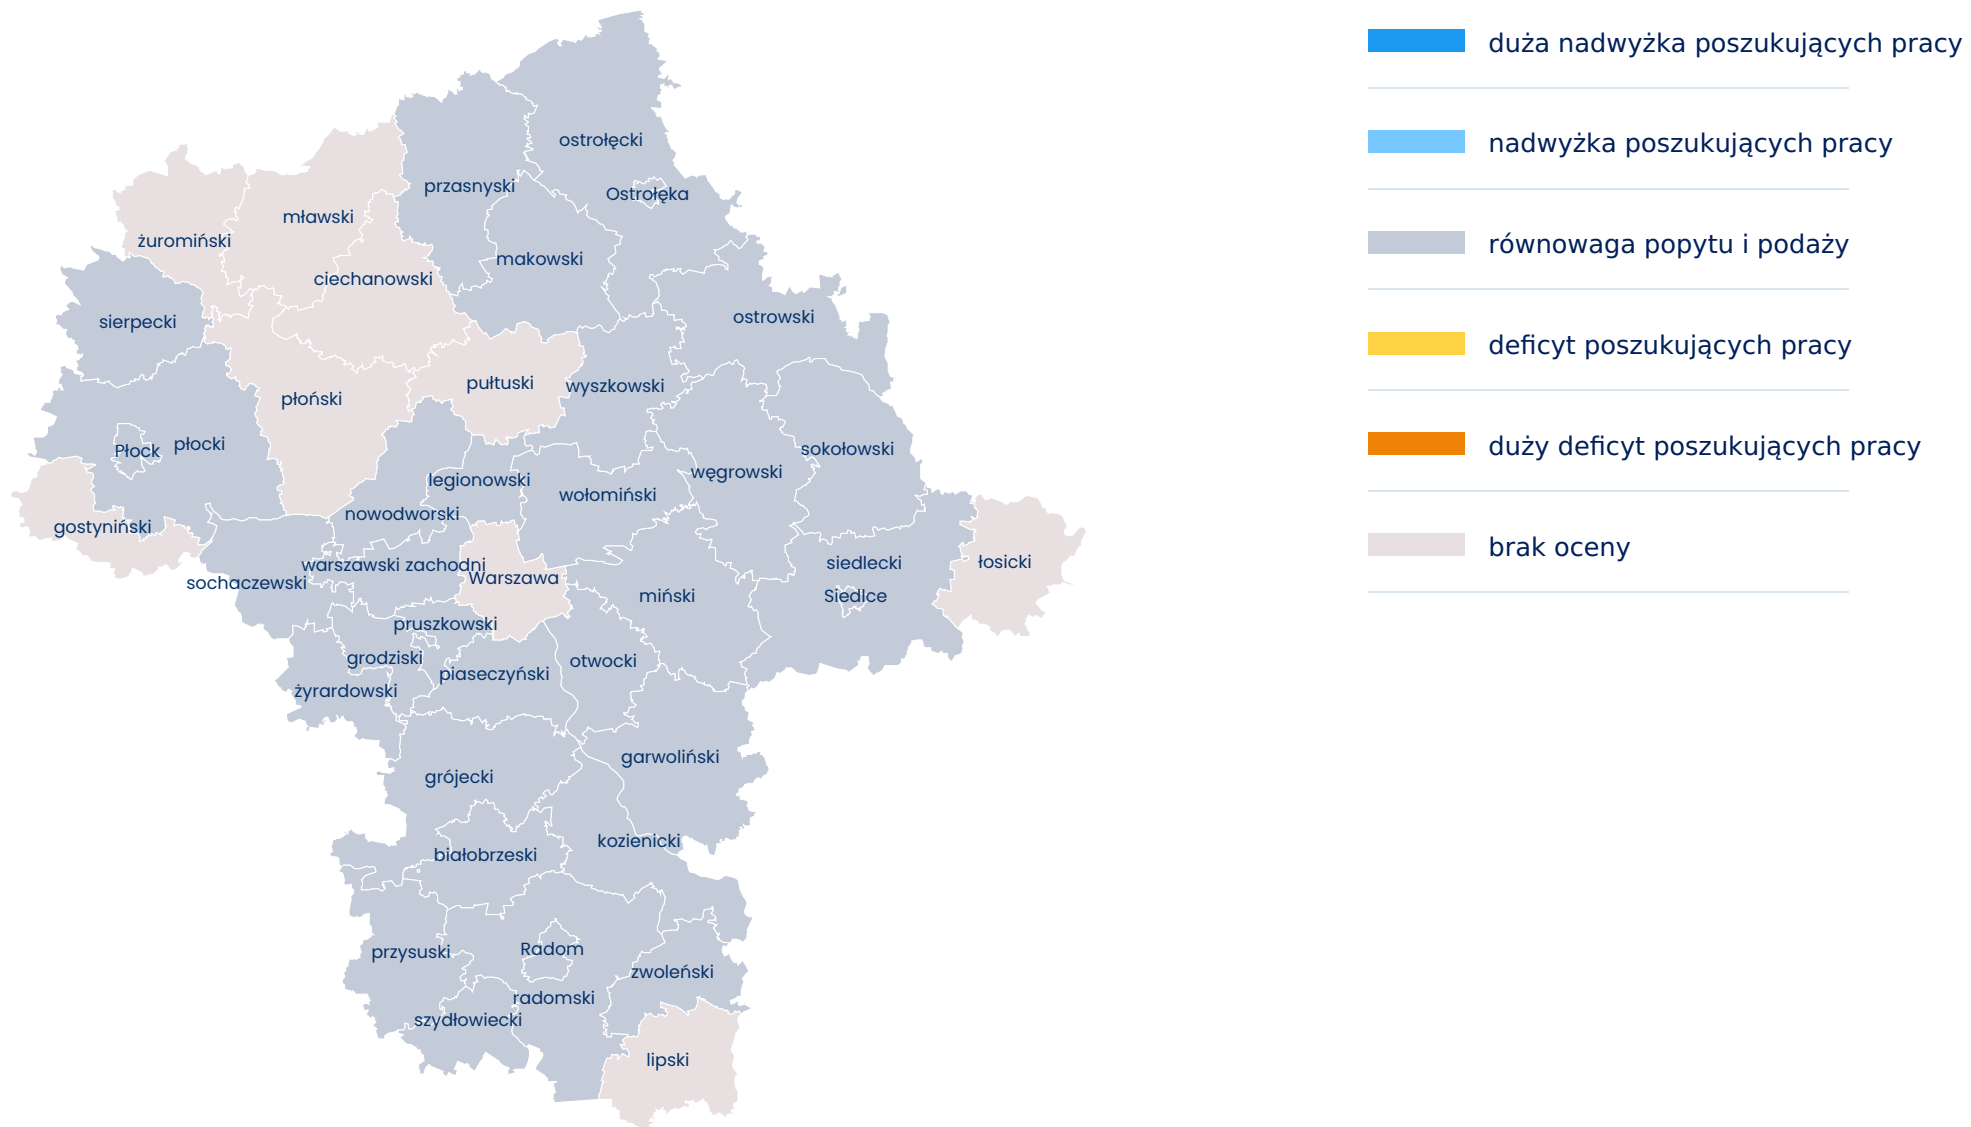 ostrołęcki
przasnyski
Ostrołęka
mławski
żuromiński
makowski
ciechanowski
sierpecki
ostrowski
pułtuski
wyszkowski
płoński
płocki
Płock
sokołowski
węgrowski
legionowski
wołomiński
nowodworski
gostyniński
siedlecki
łosicki
warszawski zachodni
Warszawa
sochaczewski
miński
Siedlce
pruszkowski
grodziski
otwocki
piaseczyński
żyrardowski
garwoliński
grójecki
kozienicki
białobrzeski
Radom
przysuski
zwoleński
radomski
szydłowiecki
lipski
duża nadwyżka poszukujących pracy
nadwyżka poszukujących pracy
równowaga popytu i podaży
deficyt poszukujących pracy
duży deficyt poszukujących pracy
brak oceny